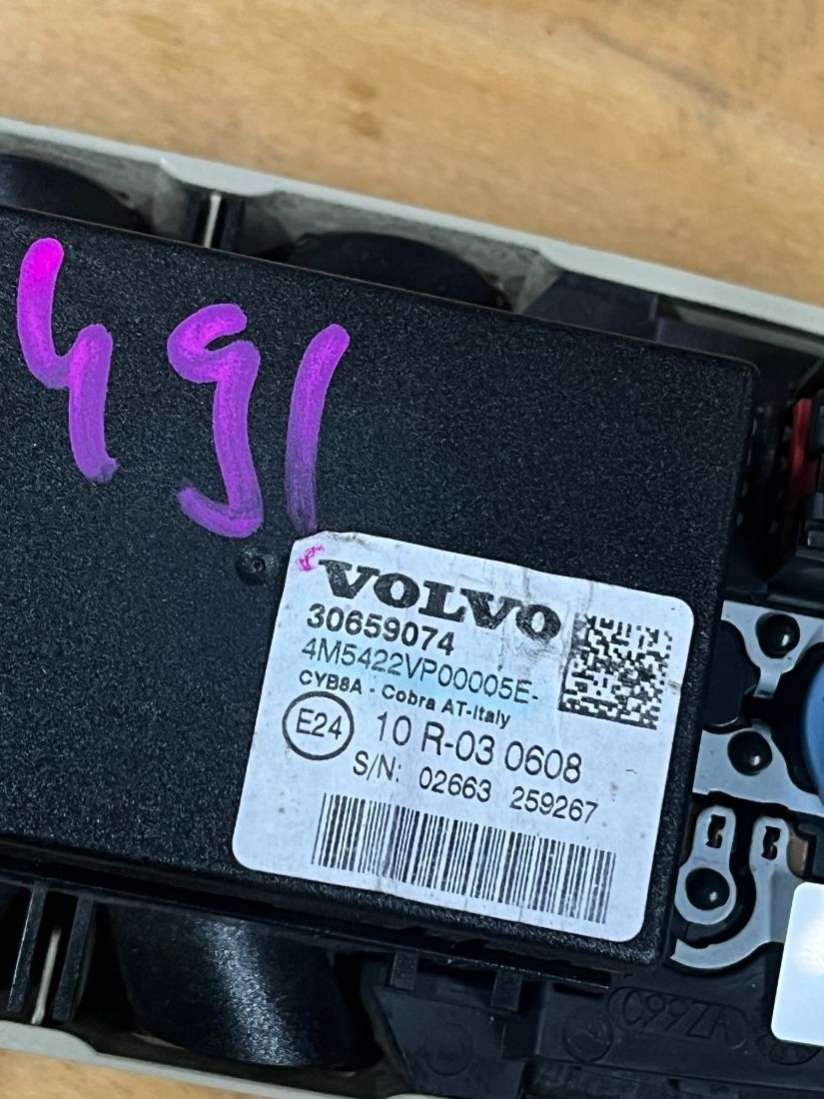 491
VOLVO
30659074
4M5422VP00005E-
CYB8A - Cobra AT-Italy
E24 10 R-03 0608
S/N: 02663 259267